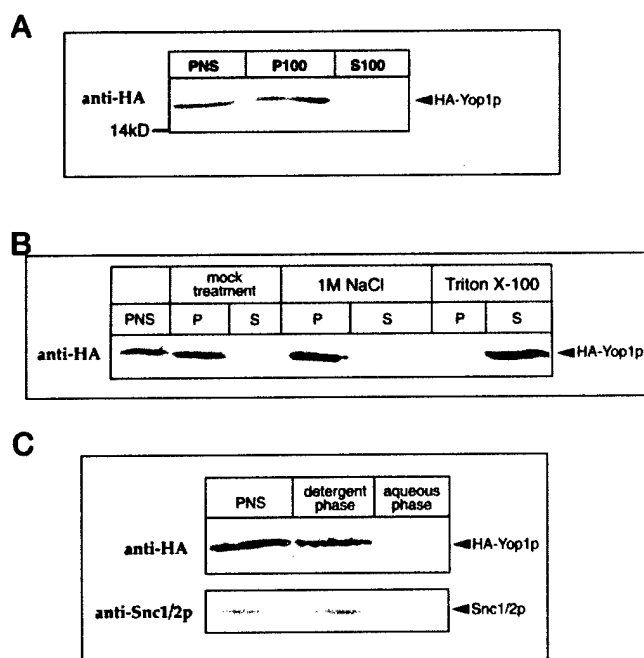 A
PNS P100 S100
anti-HA HA-Yop1p
14kD
B
mock treatment 1M NaCl Triton X-100
PNS P S P S P S
anti-HA HA-Yop1p
C
PNS detergent phase aqueous phase
anti-HA HA-Yop1p
anti-Snc1/2p Snc1/2p